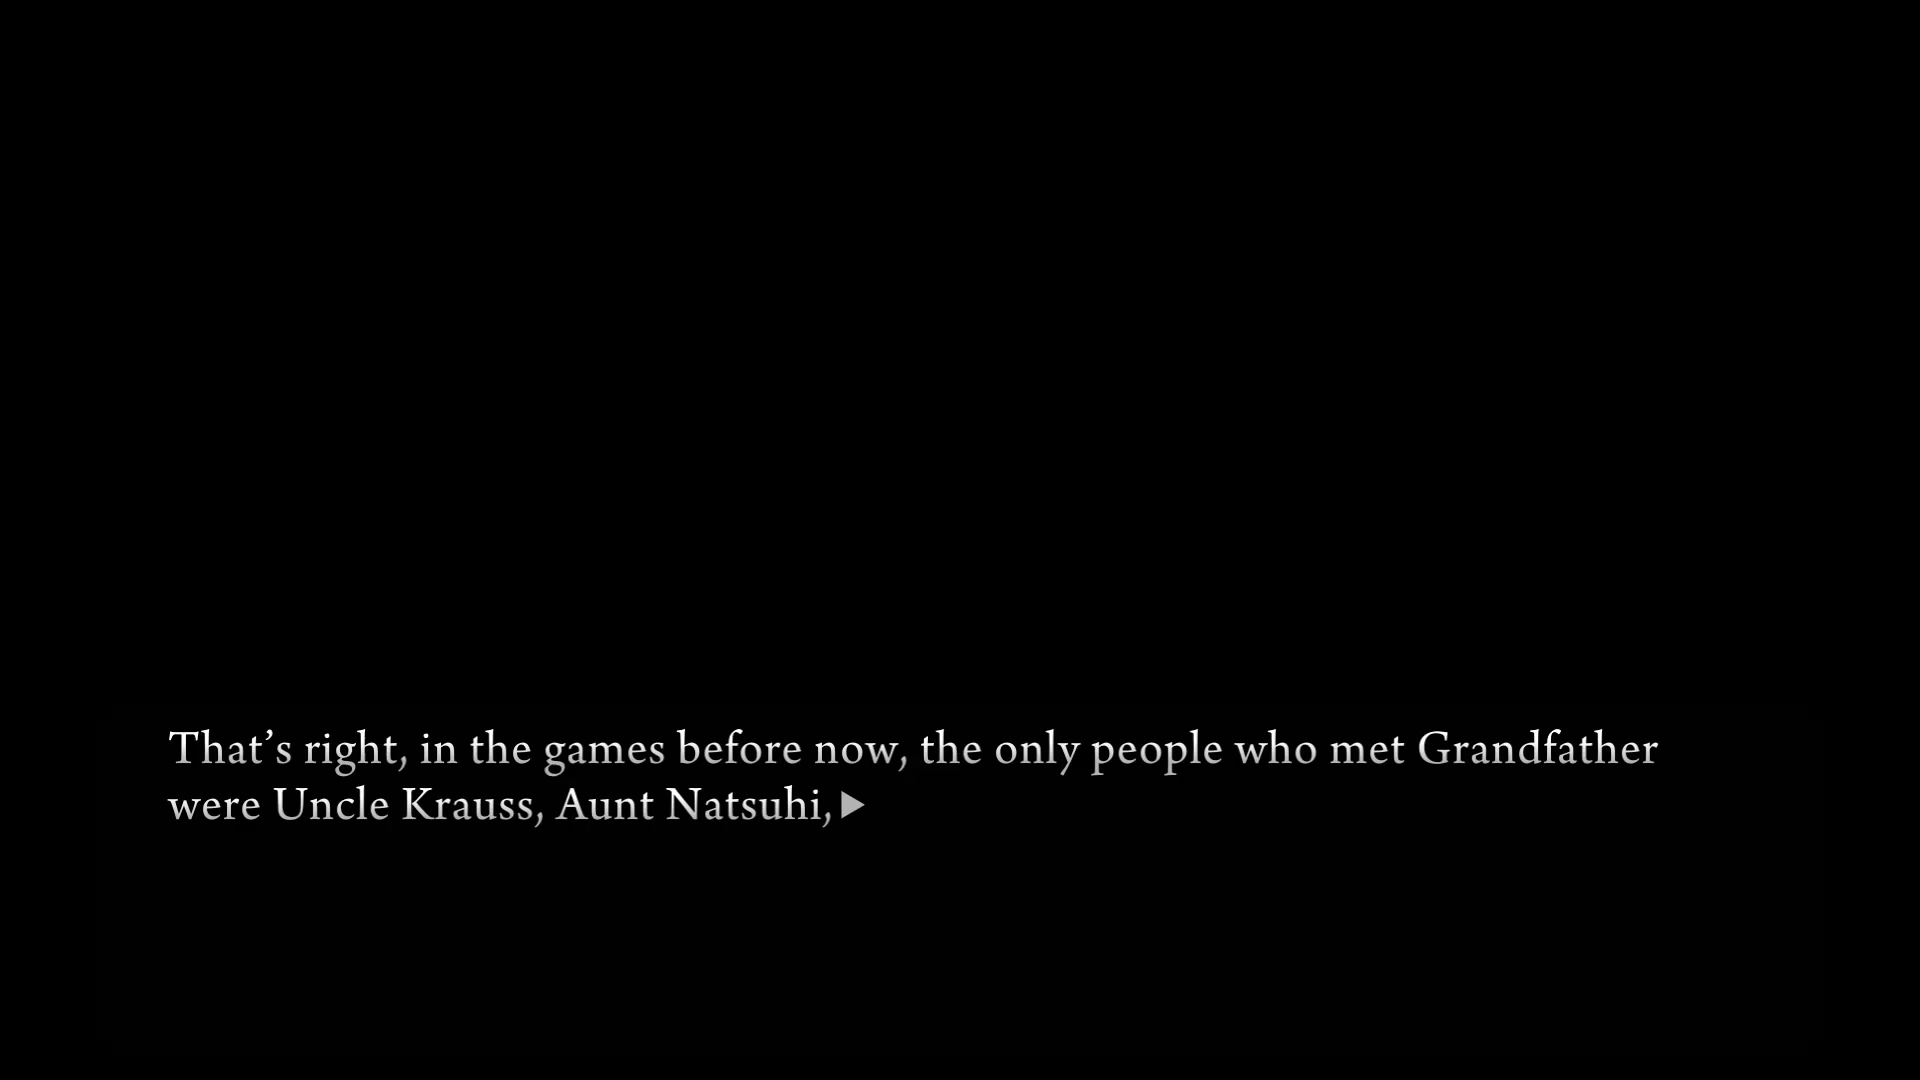 That’s right, in the games before now, the only people who met Grandfather
were Uncle Krauss, Aunt Natsuhi,